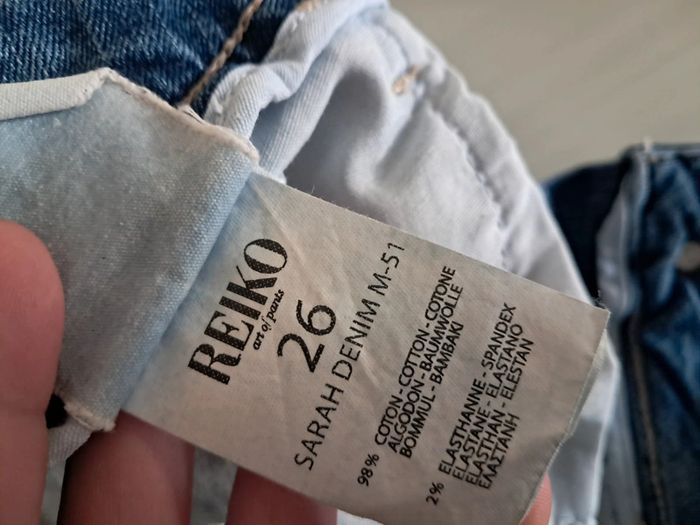 REIKO
art of pants
26
SARAH DENIM M-51
98% COTON - COTTON - COTONE
ALGODON - BAUMWOLLE
BOMMUL - BAMBAKI
2% ELASTHANNE - SPANDEX
ELASTANE - ELASTANO
ELASTHAN - ELESTAN
ΕΛΑΣΤΑΝΗ